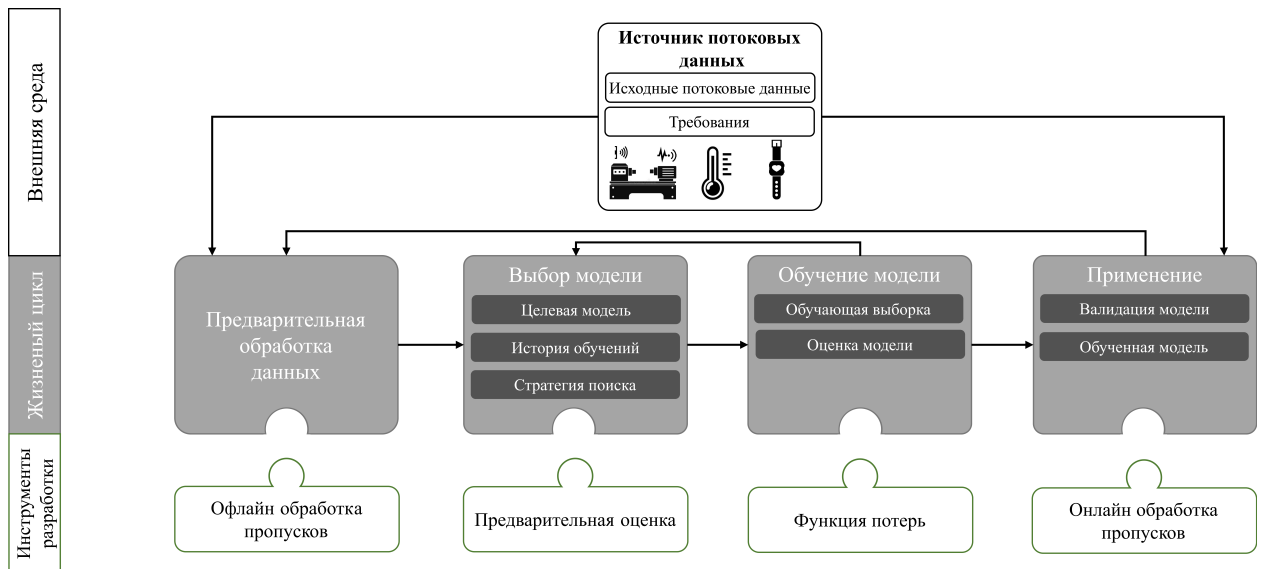 Внешняя среда
Источник потоковых
данных
Исходные потоковые данные
Требования
Жизненый цикл
Предварительная
обработка
данных
Выбор модели
Целевая модель
История обучений
Стратегия поиска
Обучение модели
Обучающая выборка
Оценка модели
Применение
Валидация модели
Обученная модель
Инструменты
разработки
Офлайн обработка
пропусков
Предварительная оценка
Функция потерь
Онлайн обработка
пропусков